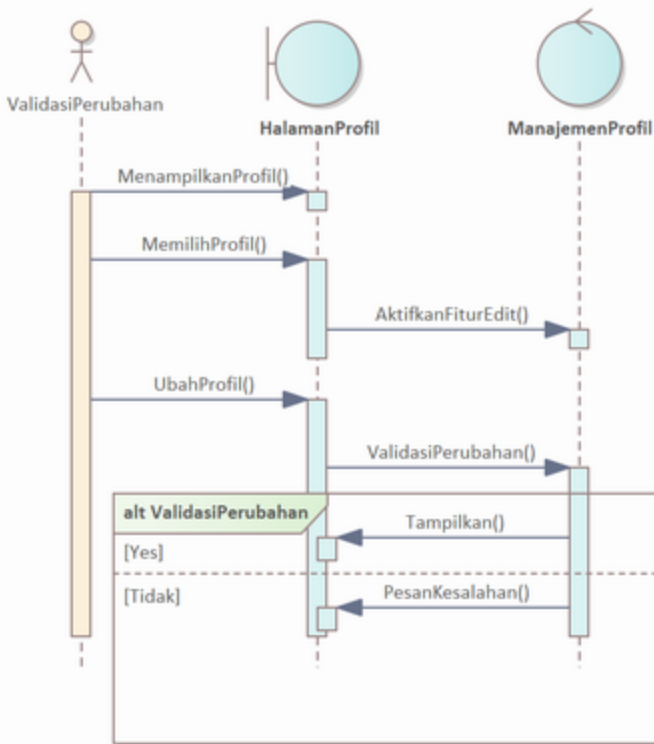 ValidasiPerubahan
HalamanProfil
ManajemenProfil
MenampilkanProfil()
MemilihProfil()
AktifkanFiturEdit()
UbahProfil()
ValidasiPerubahan()
alt ValidasiPerubahan
Tampilkan()
[Yes]
[Tidak]
PesanKesalahan()